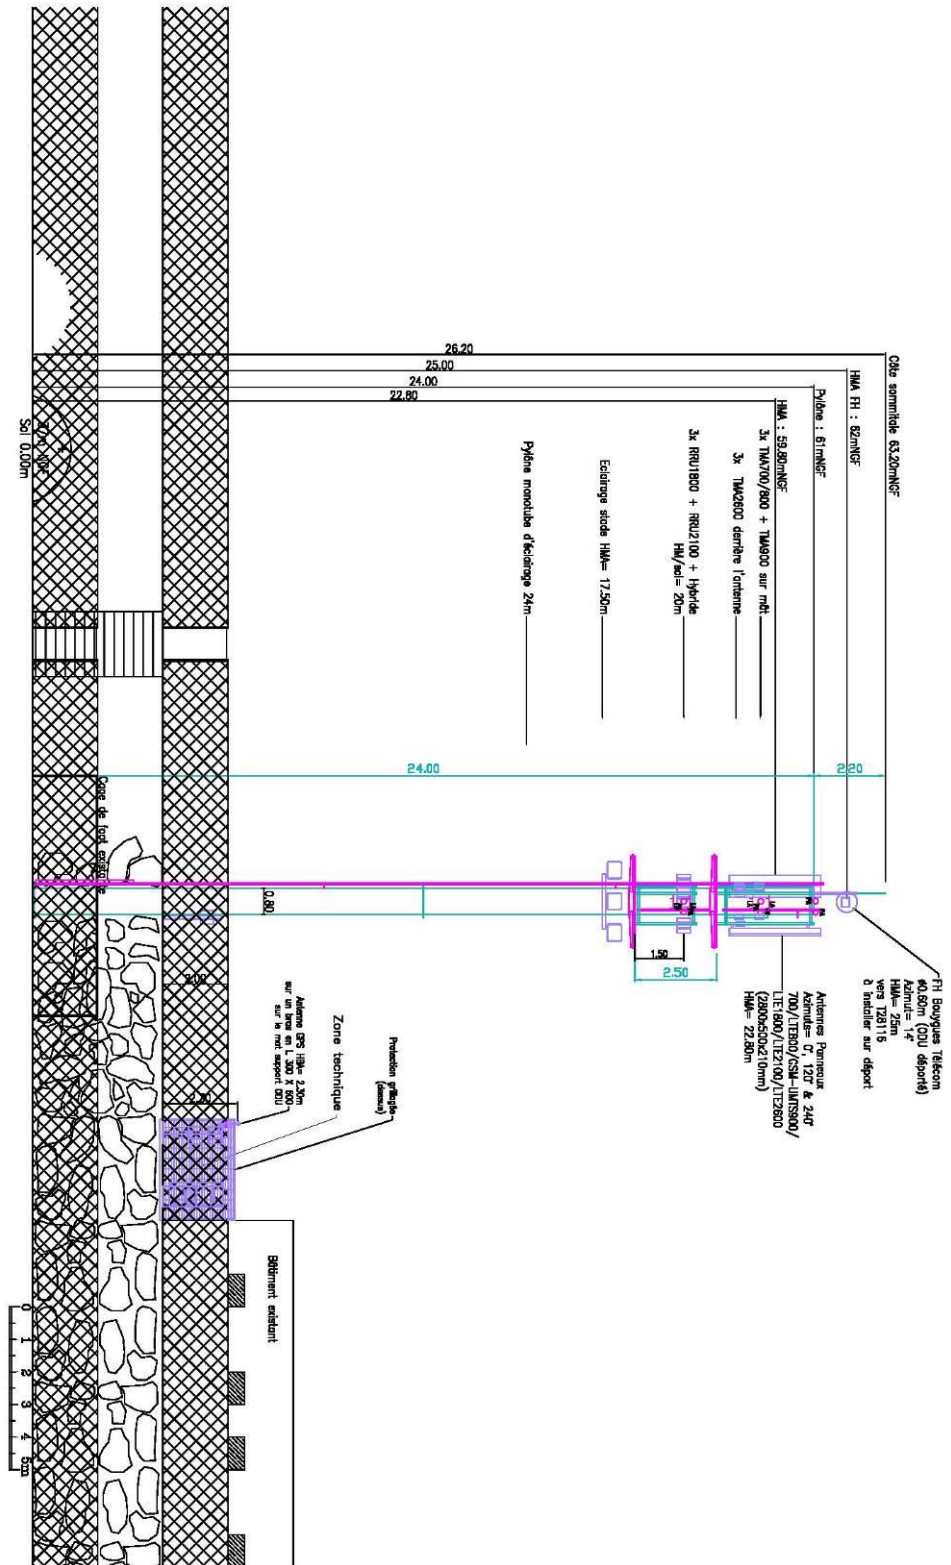 Côte sommitale 63.20mNGF
HMA FH : 62mNGF
Pylône : 61mNGF
HMA : 59.80mNGF
26.20
25.00
24.00
22.80
3x TMA700/800 + TMA900 sur mât
3x TMA2600 derrière l'antenne
3x RRU1800 + RRU2100 + Hybride
HM/sol= 20m
Eclairage stade HMA= 17.50m
Pylône monotube d'éclairage 24m
Sol 0.00m
24.00
2.20
FH Bouygues Télécom
Ø0,60m (ODU déporté)
Azimut= 14°
HMA= 25m
vers T28116
à installer sur déport
Antennes Panneaux
Azimuts= 0°, 120° & 240°
700/LTE800/GSM-UMTS900/
LTE1800/LTE2100/LTE2600
(2800x500x210mm)
HMA= 22.80m
1.50
2.50
0.80
Cage de foot existante
Protection grillagée
(dessus)
Zone technique
Antenne GPS HBA= 2.30m
sur un bras en L 300 X 600
sur le mat support ODU
Bâtiment existant
0 1 2 3 4 5m